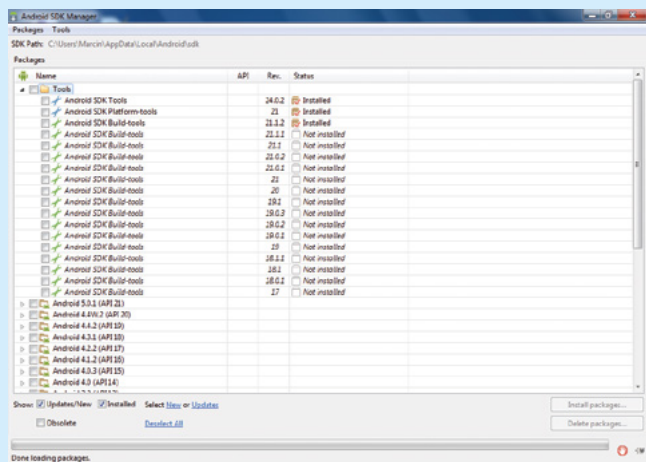 Android SDK Manager
Packages Tools
SDK Path: C:\Users\Marcin\AppData\Local\Android\sdk
Packages
Name API Rev. Status
Tools
Android SDK Tools 24.0.2 Installed
Android SDK Platform-tools 21 Installed
Android SDK Build-tools 21.1.2 Installed
Android SDK Build-tools 21.1.1 Not installed
Android SDK Build-tools 21.1 Not installed
Android SDK Build-tools 21.0.2 Not installed
Android SDK Build-tools 21.0.1 Not installed
Android SDK Build-tools 21 Not installed
Android SDK Build-tools 20 Not installed
Android SDK Build-tools 19.1 Not installed
Android SDK Build-tools 19.0.3 Not installed
Android SDK Build-tools 19.0.2 Not installed
Android SDK Build-tools 19.0.1 Not installed
Android SDK Build-tools 19 Not installed
Android SDK Build-tools 18.1.1 Not installed
Android SDK Build-tools 18.1 Not installed
Android SDK Build-tools 18.0.1 Not installed
Android SDK Build-tools 17 Not installed
Android 5.0.1 (API 21)
Android 4.4W.2 (API 20)
Android 4.4.2 (API 19)
Android 4.3.1 (API 18)
Android 4.2.2 (API 17)
Android 4.1.2 (API 16)
Android 4.0.3 (API 15)
Android 4.0 (API 14)
Show: Updates/New Installed Select New or Updates Install packages...
Obsolete Deselect All Delete packages...
Done loading packages.